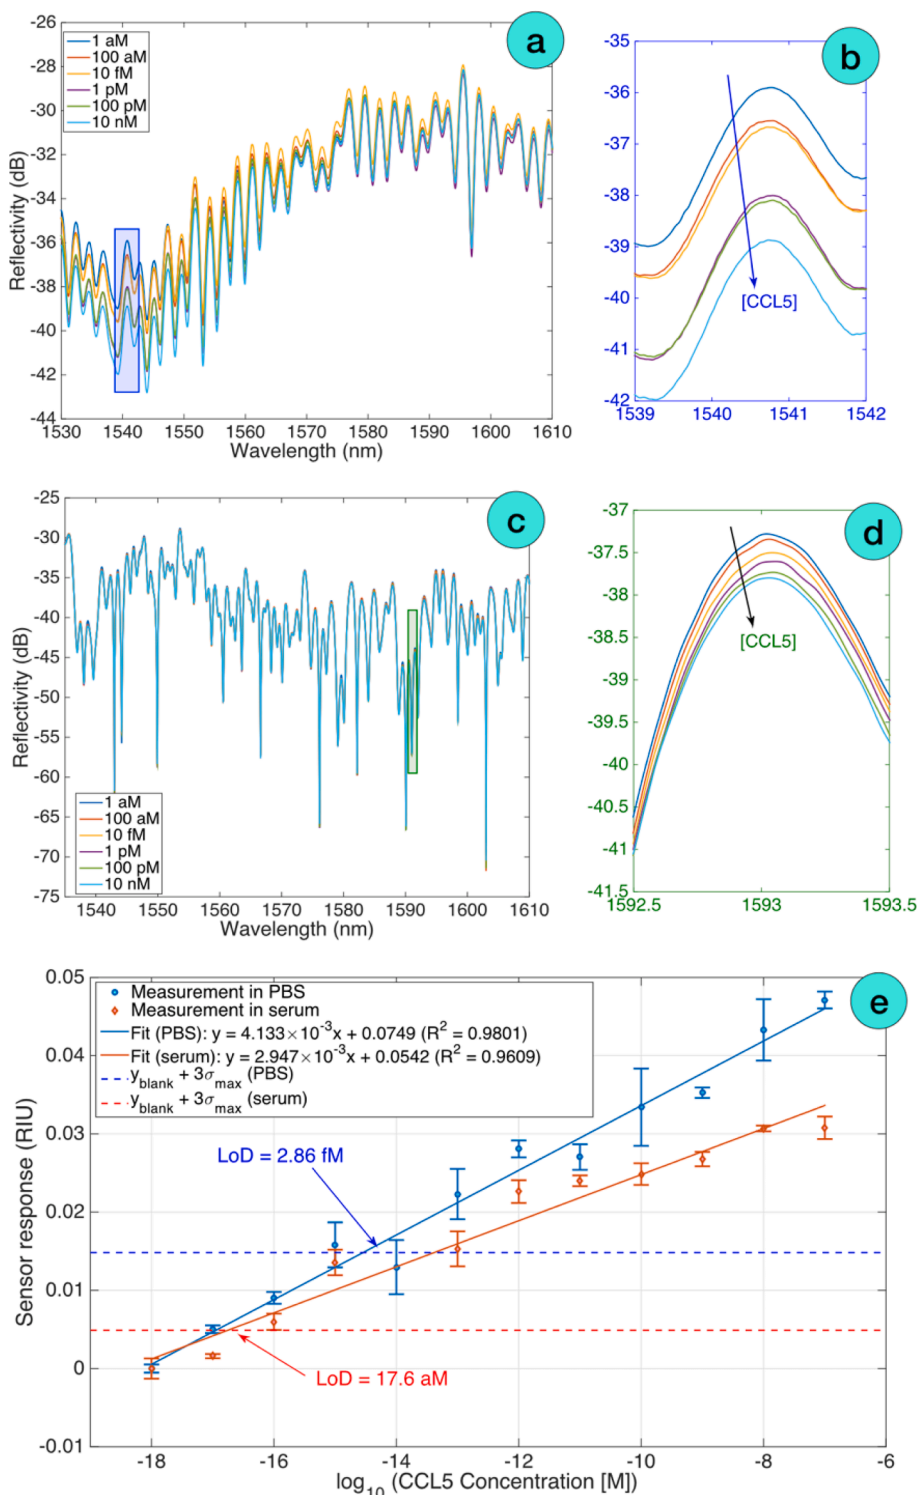 a
-26
-28
-30
-32
-34
-36
-38
-40
-42
-44
Reflectivity (dB)
1 aM
100 aM
10 fM
1 pM
100 pM
10 nM
1530 1540 1550 1560 1570 1580 1590 1600 1610
Wavelength (nm)
b
-35
-36
-37
-38
-39
-40
-41
-42
[CCL5]
1539 1540 1541 1542
c
-25
-30
-35
-40
-45
-50
-55
-60
-65
-70
-75
Reflectivity (dB)
1 aM
100 aM
10 fM
1 pM
100 pM
10 nM
1540 1550 1560 1570 1580 1590 1600 1610
Wavelength (nm)
d
-37
-37.5
-38
-38.5
-39
-39.5
-40
-40.5
-41
-41.5
[CCL5]
1592.5 1593 1593.5
e
0.05
0.04
0.03
0.02
0.01
0
-0.01
Sensor response (RIU)
Measurement in PBS
Measurement in serum
Fit (PBS): y = 4.133×10⁻³x + 0.0749 (R² = 0.9801)
Fit (serum): y = 2.947×10⁻³x + 0.0542 (R² = 0.9609)
y_blank + 3σ_max (PBS)
y_blank + 3σ_max (serum)
LoD = 2.86 fM
LoD = 17.6 aM
-18 -16 -14 -12 -10 -8 -6
log₁₀ (CCL5 Concentration [M])